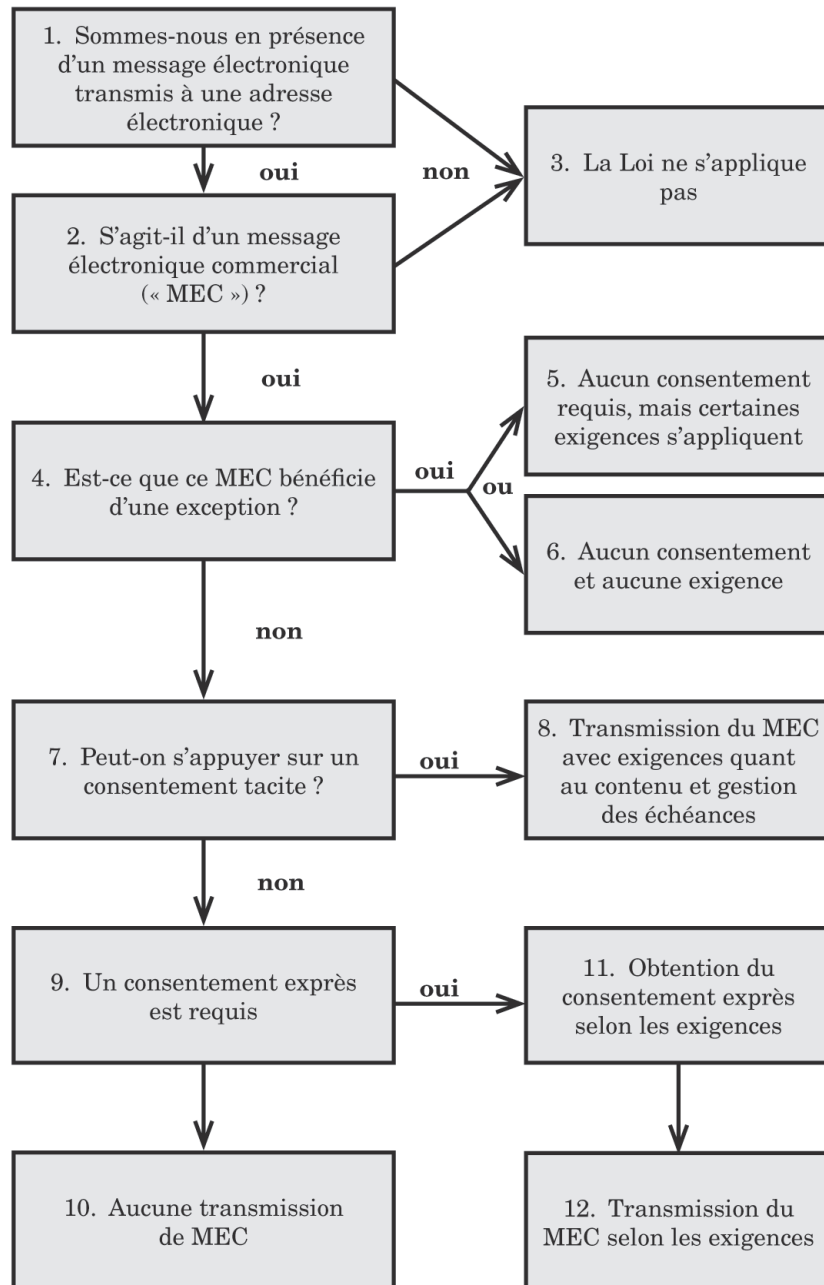 1. Sommes-nous en présence
d’un message électronique
transmis à une adresse
électronique ?
oui
non
3. La Loi ne s’applique
pas
2. S’agit-il d’un message
électronique commercial
(« MEC ») ?
oui
4. Est-ce que ce MEC bénéficie
d’une exception ?
oui
ou
5. Aucun consentement
requis, mais certaines
exigences s’appliquent
6. Aucun consentement
et aucune exigence
non
7. Peut-on s’appuyer sur un
consentement tacite ?
oui
8. Transmission du MEC
avec exigences quant
au contenu et gestion
des échéances
non
9. Un consentement exprès
est requis
oui
11. Obtention du
consentement exprès
selon les exigences
10. Aucune transmission
de MEC
12. Transmission du
MEC selon les exigences